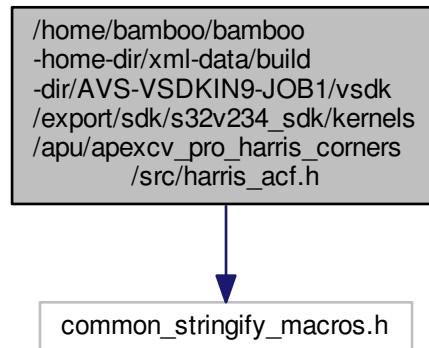 /home/bamboo/bamboo
-home-dir/xml-data/build
-dir/AVS-VSDKIN9-JOB1/vsdk
/export/sdk/s32v234_sdk/kernels
/apu/apexcv_pro_harris_corners
/src/harris_acf.h
common_stringify_macros.h